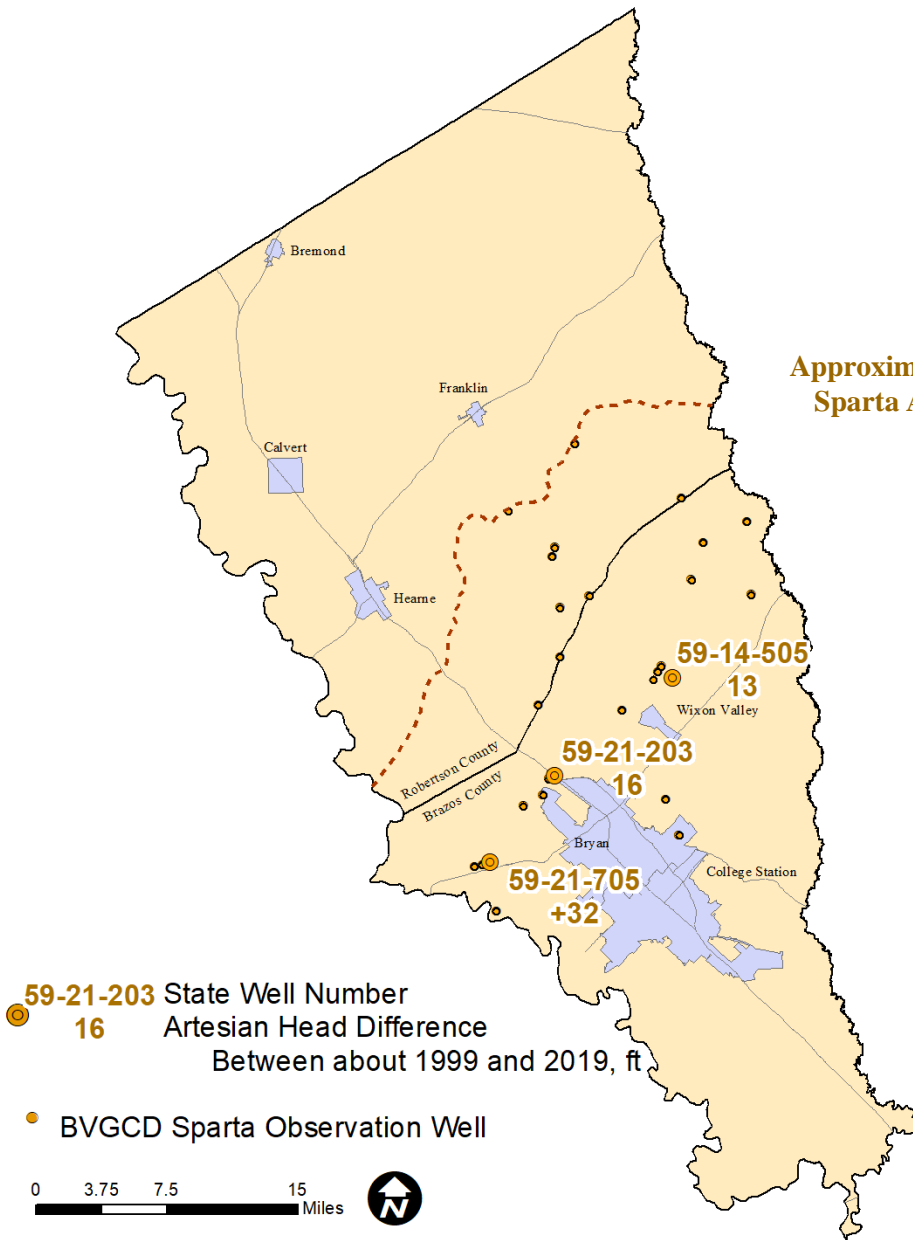 Bremond
Franklin
Approxim
Sparta A
Calvert
Hearne
59-14-505
13
Wixon Valley
Robertson County
Brazos County
59-21-203
16
Bryan
College Station
59-21-705
+32
59-21-203 State Well Number
16 Artesian Head Difference
Between about 1999 and 2019, ft
BVGCD Sparta Observation Well
0 3.75 7.5 15
Miles
N